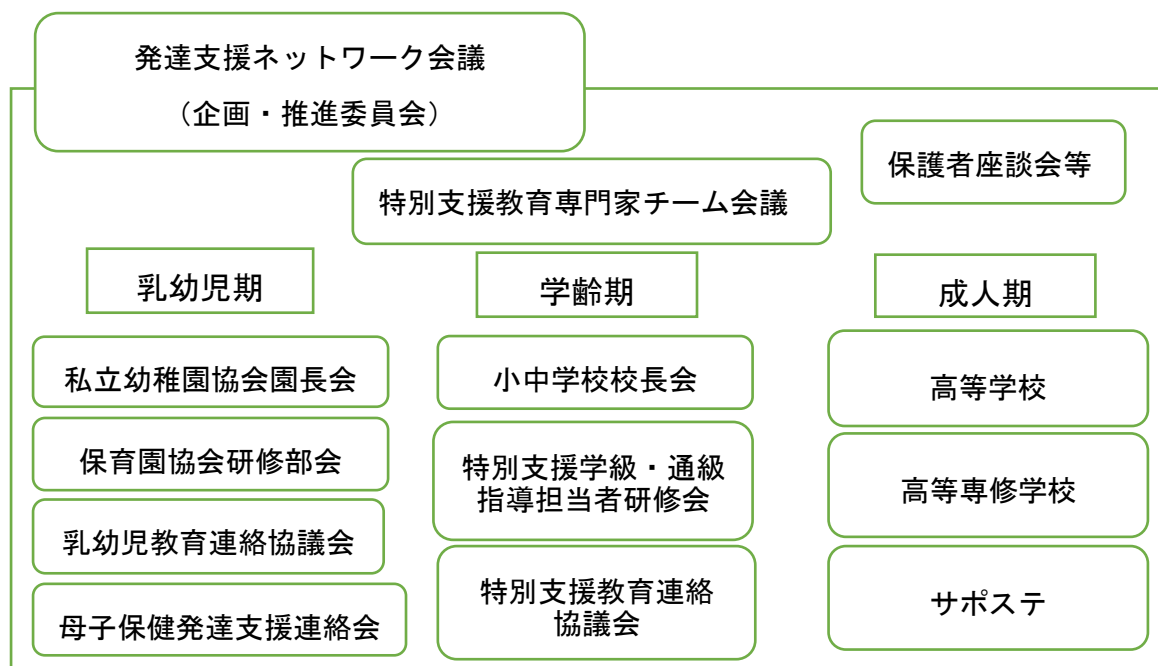 発達支援ネットワーク会議
（企画・推進委員会）
保護者座談会等
特別支援教育専門家チーム会議
乳幼児期
学齢期
成人期
私立幼稚園協会園長会
保育園協会研修部会
乳幼児教育連絡協議会
母子保健発達支援連絡会
小中学校校長会
特別支援学級・通級
指導担当者研修会
特別支援教育連絡
協議会
高等学校
高等専修学校
サポステ